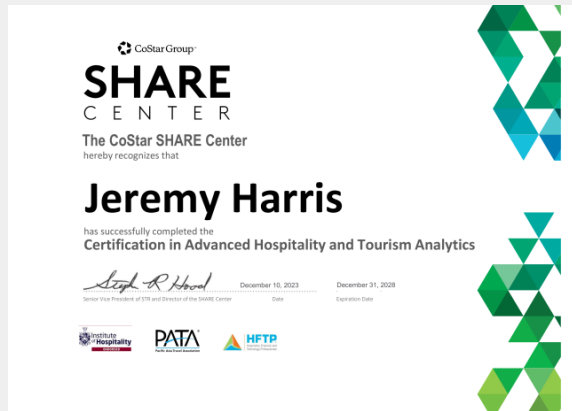 CoStar Group
SHARE
CENTER
The CoStar SHARE Center
hereby recognizes that
Jeremy Harris
has successfully completed the
Certification in Advanced Hospitality and Tourism Analytics
Steph R Hood December 10, 2023 December 31, 2028
Senior Vice President of STR and Director of the SHARE Center Date Expiration Date
Institute
of Hospitality
PATA
Pacific Asia Travel Association
HFTP